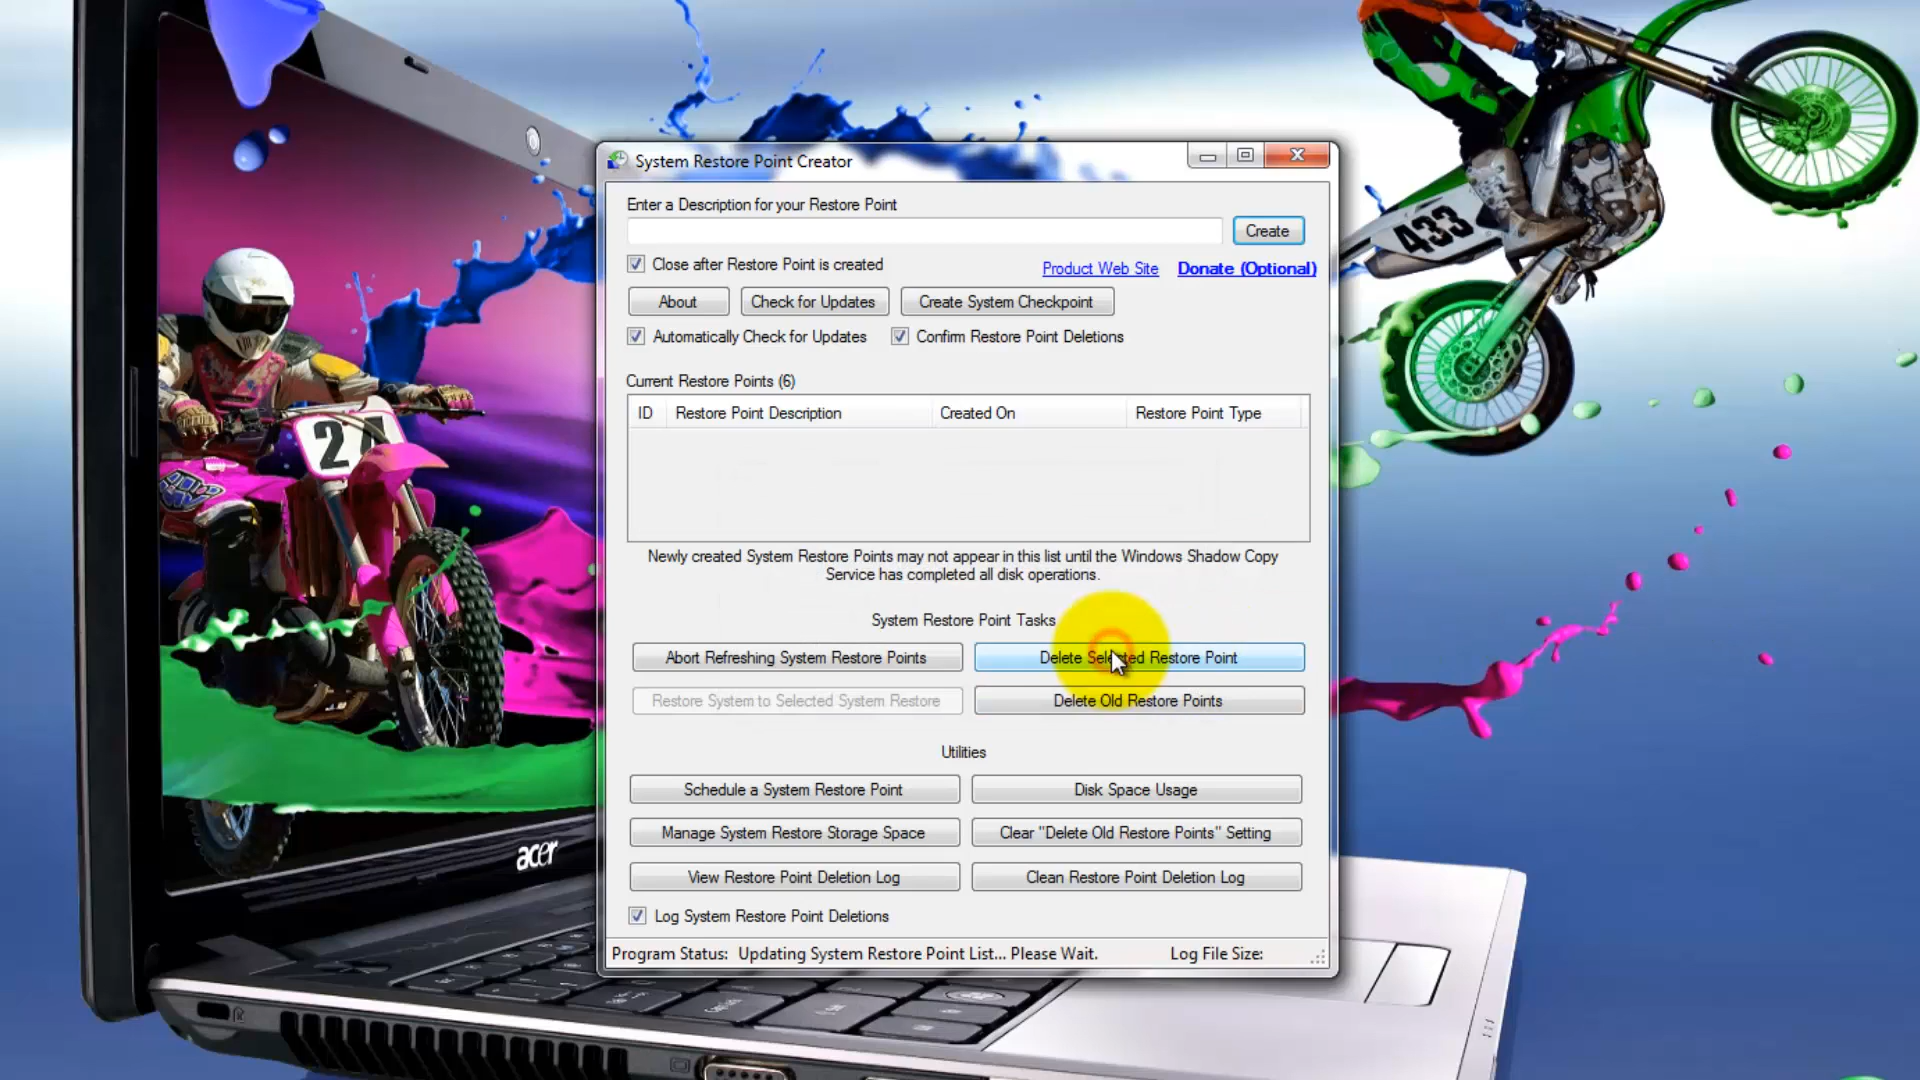 System Restore Point Creator
Enter a Description for your Restore Point
Create
Close after Restore Point is created
Product Web Site
Donate (Optional)
About
Check for Updates
Create System Checkpoint
Automatically Check for Updates
Confirm Restore Point Deletions
Current Restore Points (6)
ID
Restore Point Description
Created On
Restore Point Type
Newly created System Restore Points may not appear in this list until the Windows Shadow Copy
Service has completed all disk operations.
System Restore Point Tasks
Abort Refreshing System Restore Points
Delete Selected Restore Point
Restore System to Selected System Restore
Delete Old Restore Points
Utilities
Schedule a System Restore Point
Disk Space Usage
Manage System Restore Storage Space
Clear "Delete Old Restore Points" Setting
View Restore Point Deletion Log
Clean Restore Point Deletion Log
Log System Restore Point Deletions
Program Status: Updating System Restore Point List... Please Wait.
Log File Size:
433
acer